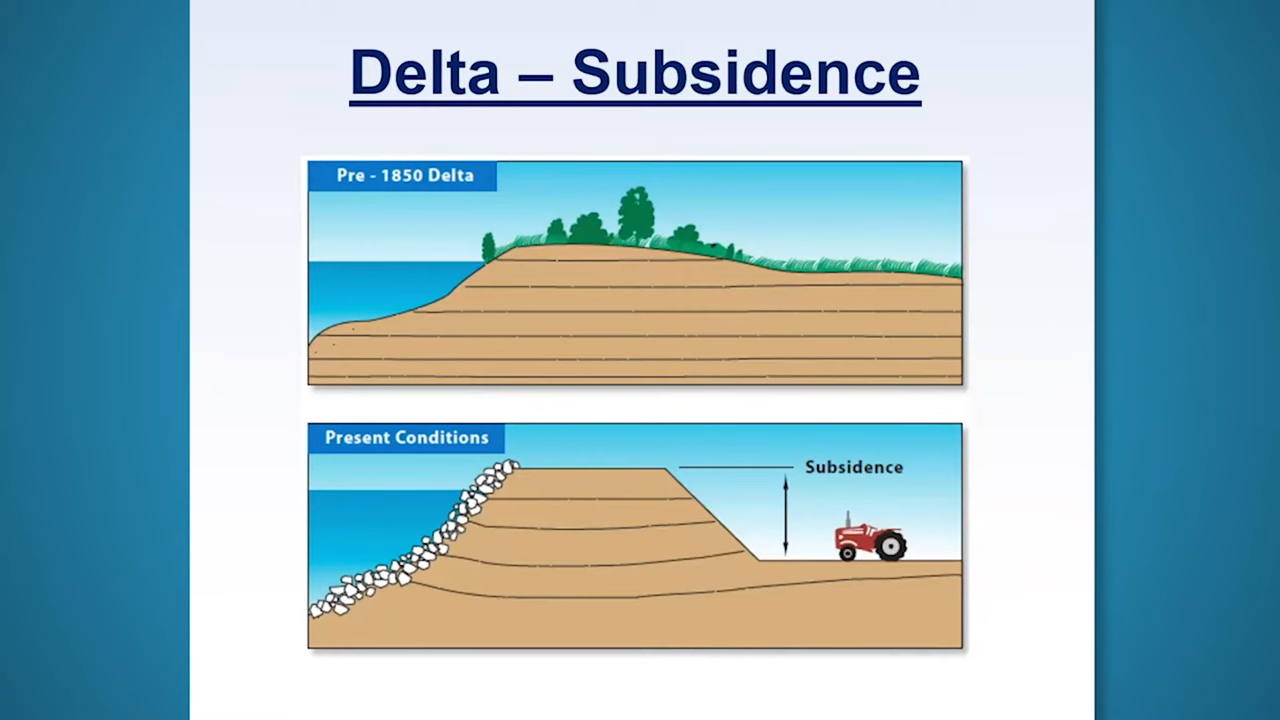 Delta – Subsidence
Pre - 1850 Delta
Present Conditions
Subsidence